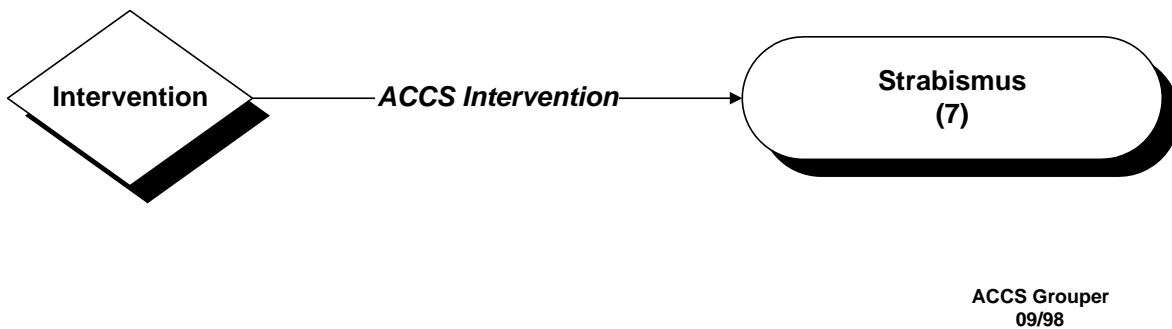 Intervention
ACCS Intervention
Strabismus
(7)
ACCS Grouper
09/98